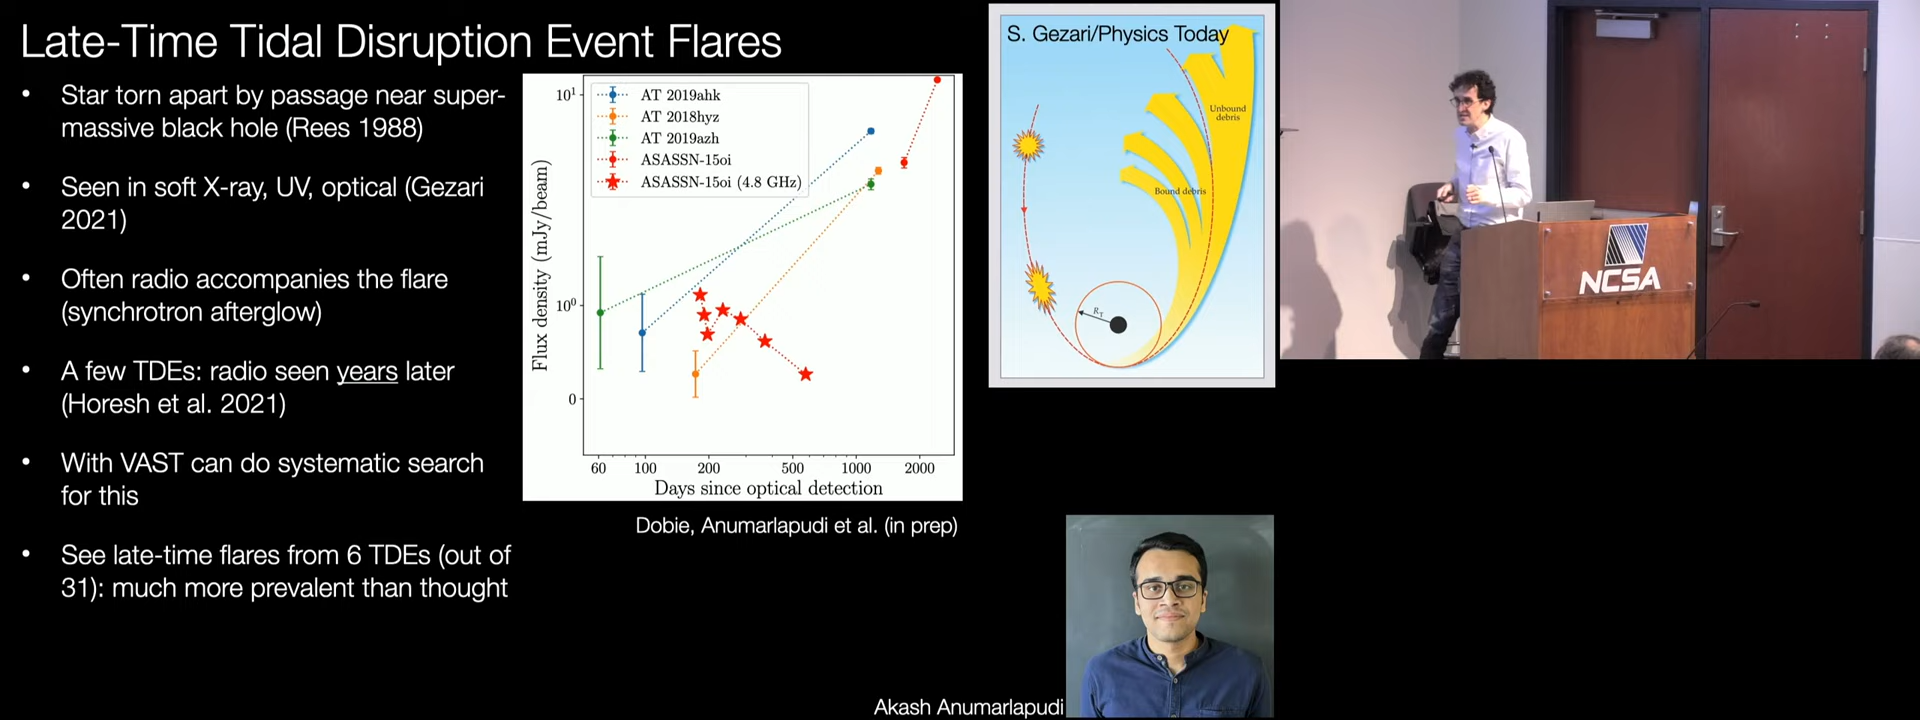 Late-Time Tidal Disruption Event Flares
• Star torn apart by passage near super-
massive black hole (Rees 1988)
• Seen in soft X-ray, UV, optical (Gezari
2021)
• Often radio accompanies the flare
(synchrotron afterglow)
• A few TDEs: radio seen years later
(Horesh et al. 2021)
• With VAST can do systematic search
for this
• See late-time flares from 6 TDEs (out of
31): much more prevalent than thought
AT 2019ahk
AT 2018hyz
AT 2019azh
ASASSN-15oi
ASASSN-15oi (4.8 GHz)
Flux density (mJy/beam)
10¹
10⁰
0
60 100 200 500 1000 2000
Days since optical detection
Dobie, Anumarlapudi et al. (in prep)
S. Gezari/Physics Today
Unbound
debris
Bound debris
R_T
Akash Anumarlapudi
NCSA